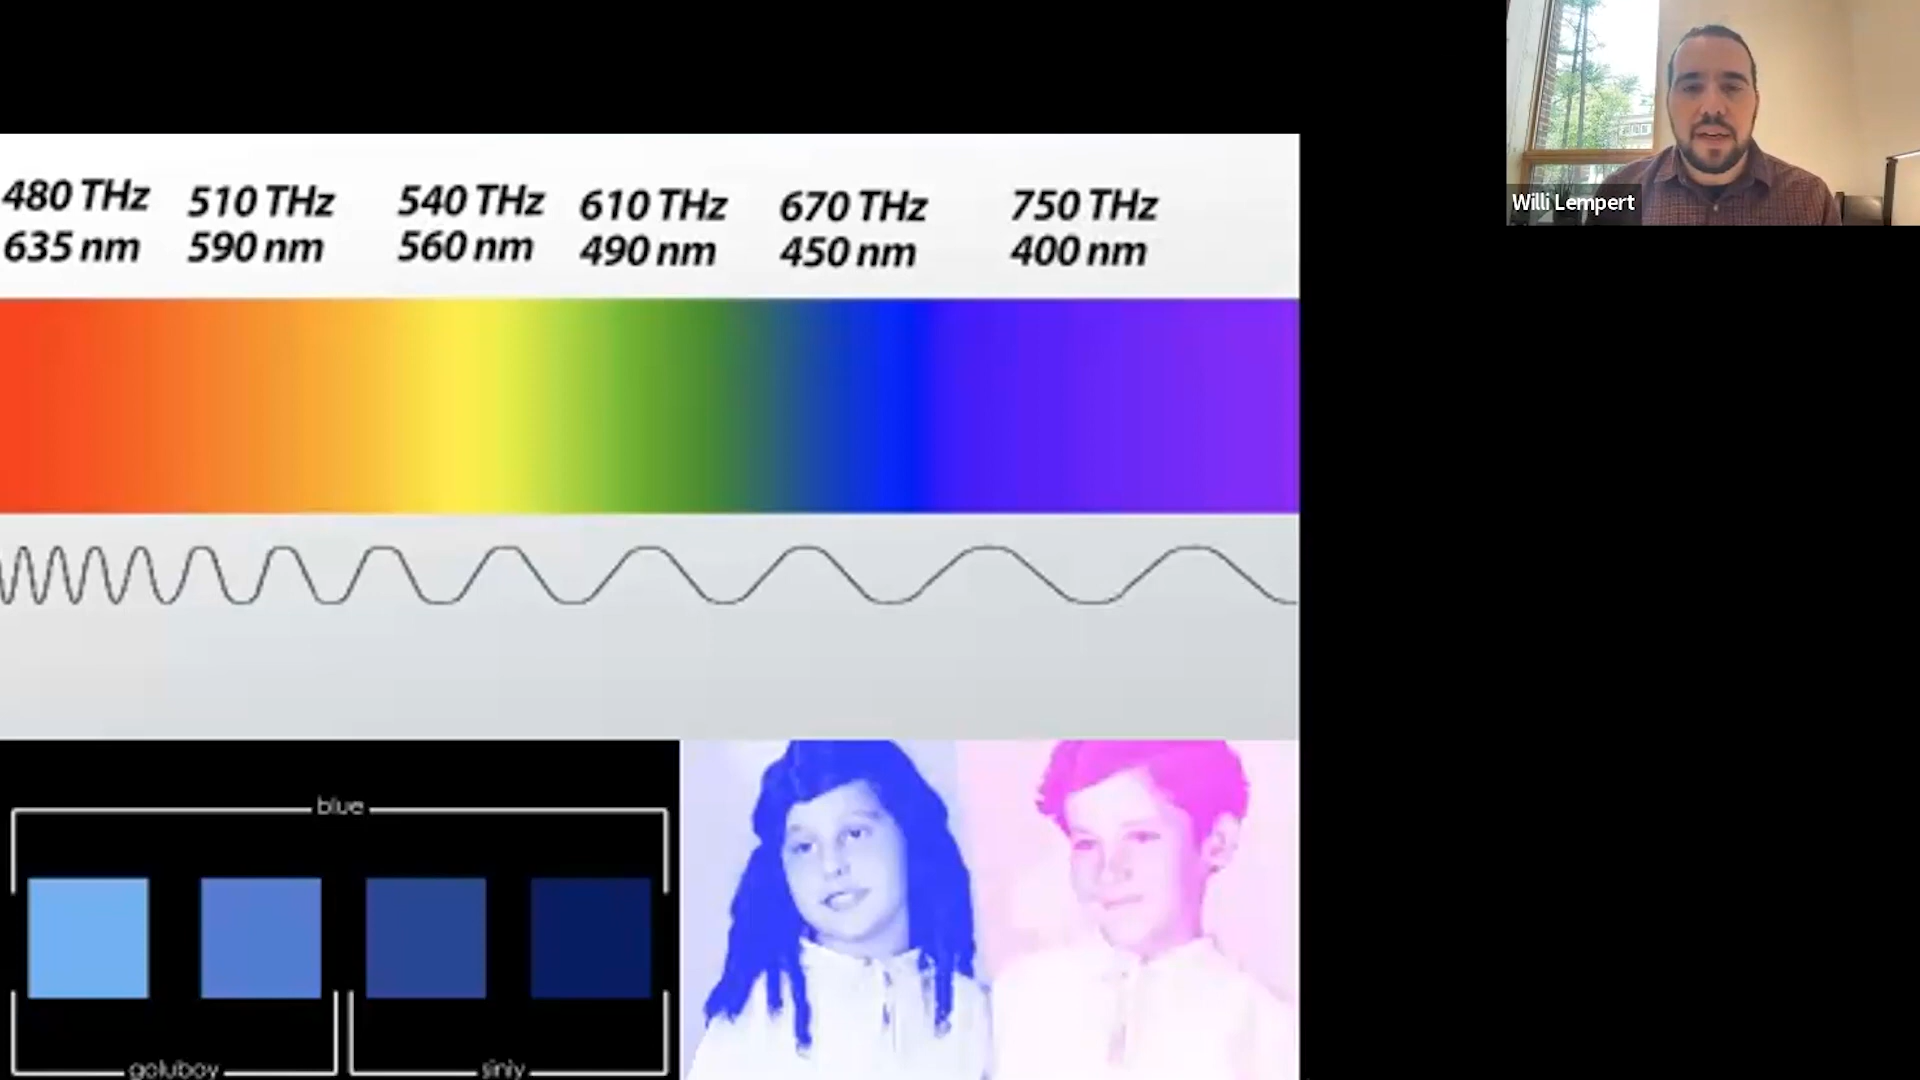 480 THz 510 THz 540 THz 610 THz 670 THz 750 THz
635 nm 590 nm 560 nm 490 nm 450 nm 400 nm
Willi Lempert
blue
goluboy siniy